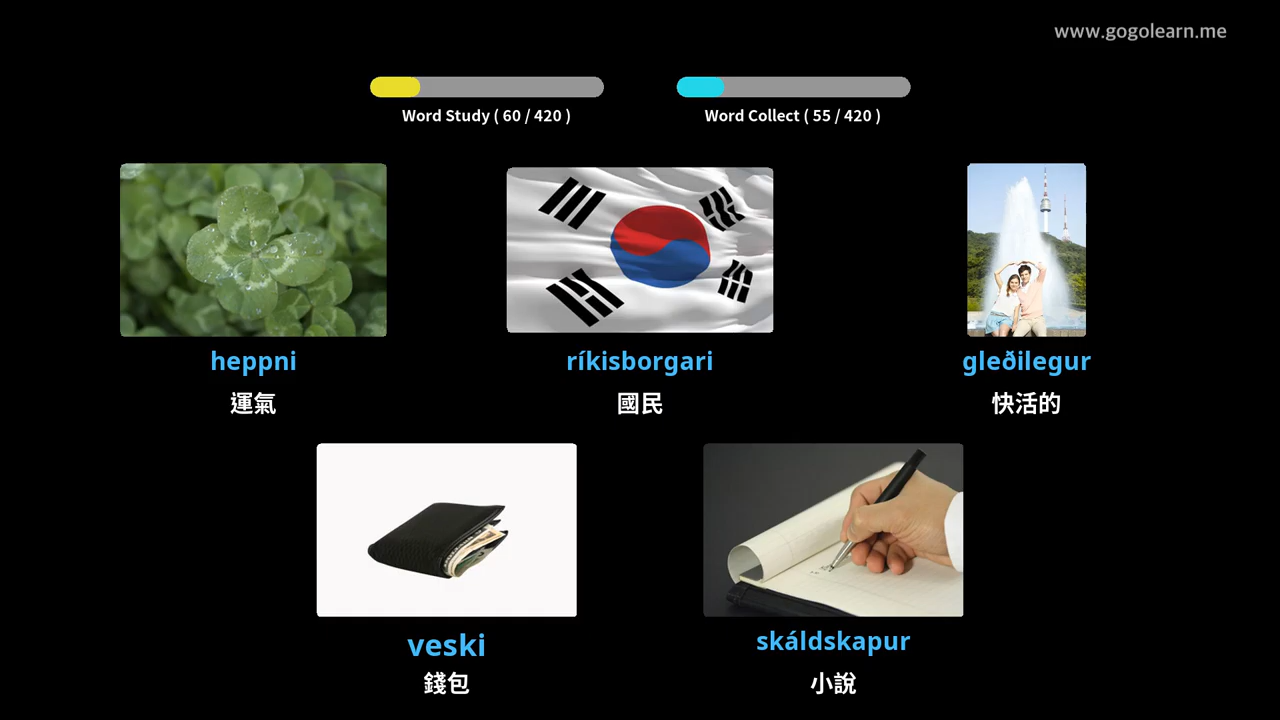 www.gogolearn.me
Word Study ( 60 / 420 )
Word Collect ( 55 / 420 )
heppni
ríkisborgari
gleðilegur
運氣
國民
快活的
veski
skáldskapur
錢包
小說